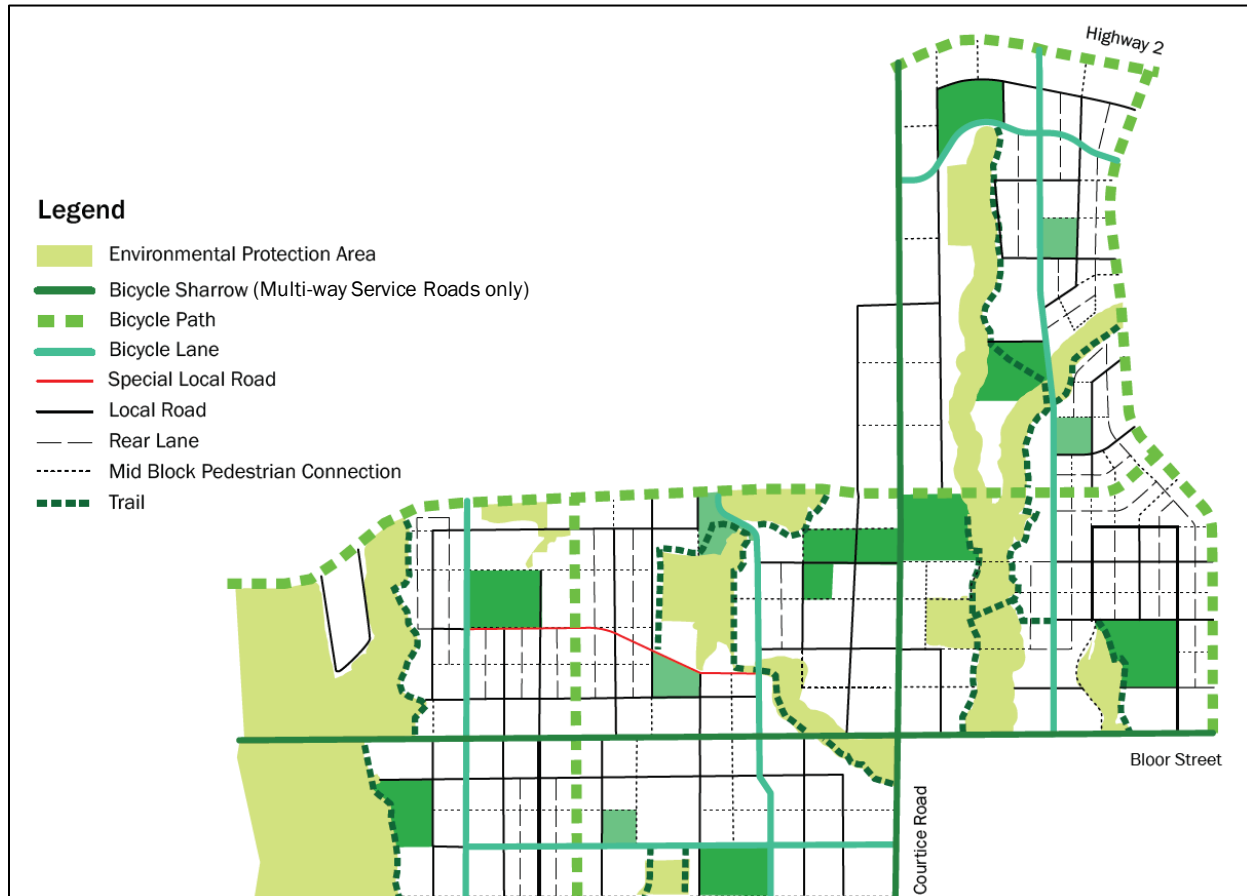 Highway 2
Legend
Environmental Protection Area
Bicycle Sharrow (Multi-way Service Roads only)
Bicycle Path
Bicycle Lane
Special Local Road
Local Road
Rear Lane
Mid Block Pedestrian Connection
Trail
Bloor Street
Courtice Road